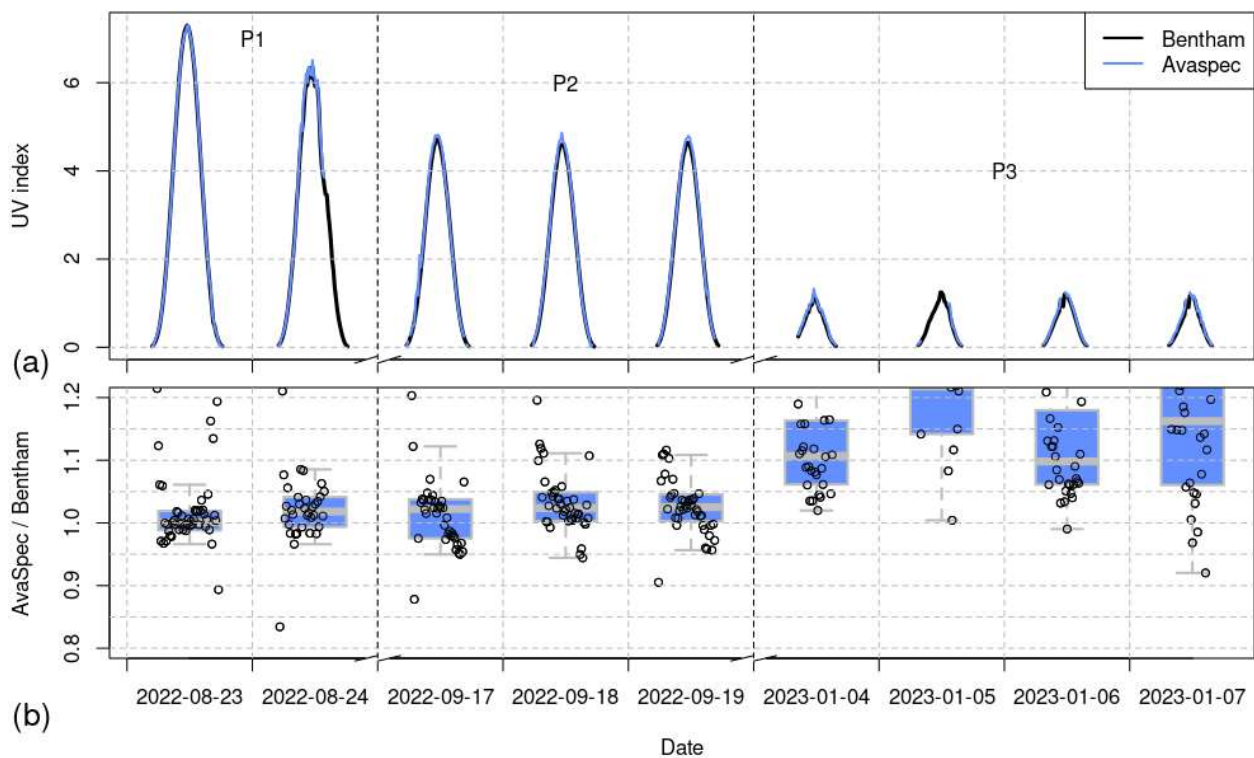 P1
P2
P3
Bentham
Avaspec
UV index
6
4
2
0
(a)
AvaSpec / Bentham
1.2
1.1
1.0
0.9
0.8
2022-08-23 2022-08-24 2022-09-17 2022-09-18 2022-09-19 2023-01-04 2023-01-05 2023-01-06 2023-01-07
(b)
Date